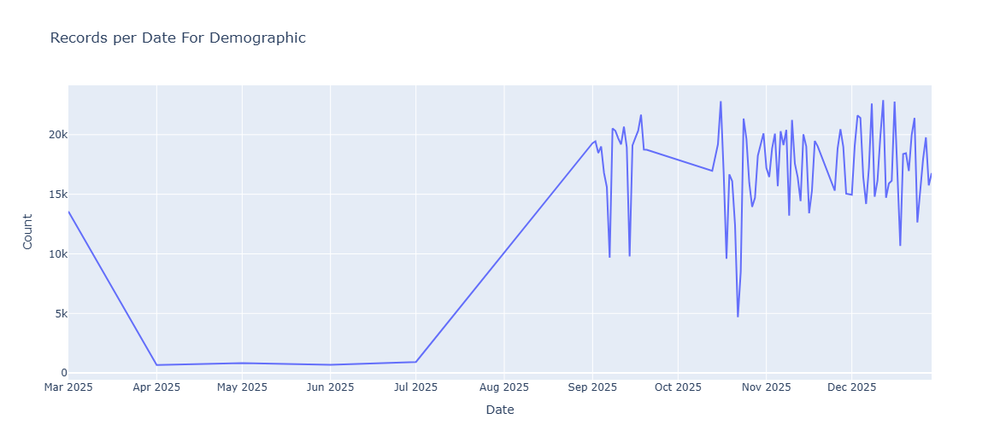 Records per Date For Demographic
Count
20k
15k
10k
5k
0
Mar 2025 Apr 2025 May 2025 Jun 2025 Jul 2025 Aug 2025 Sep 2025 Oct 2025 Nov 2025 Dec 2025
Date